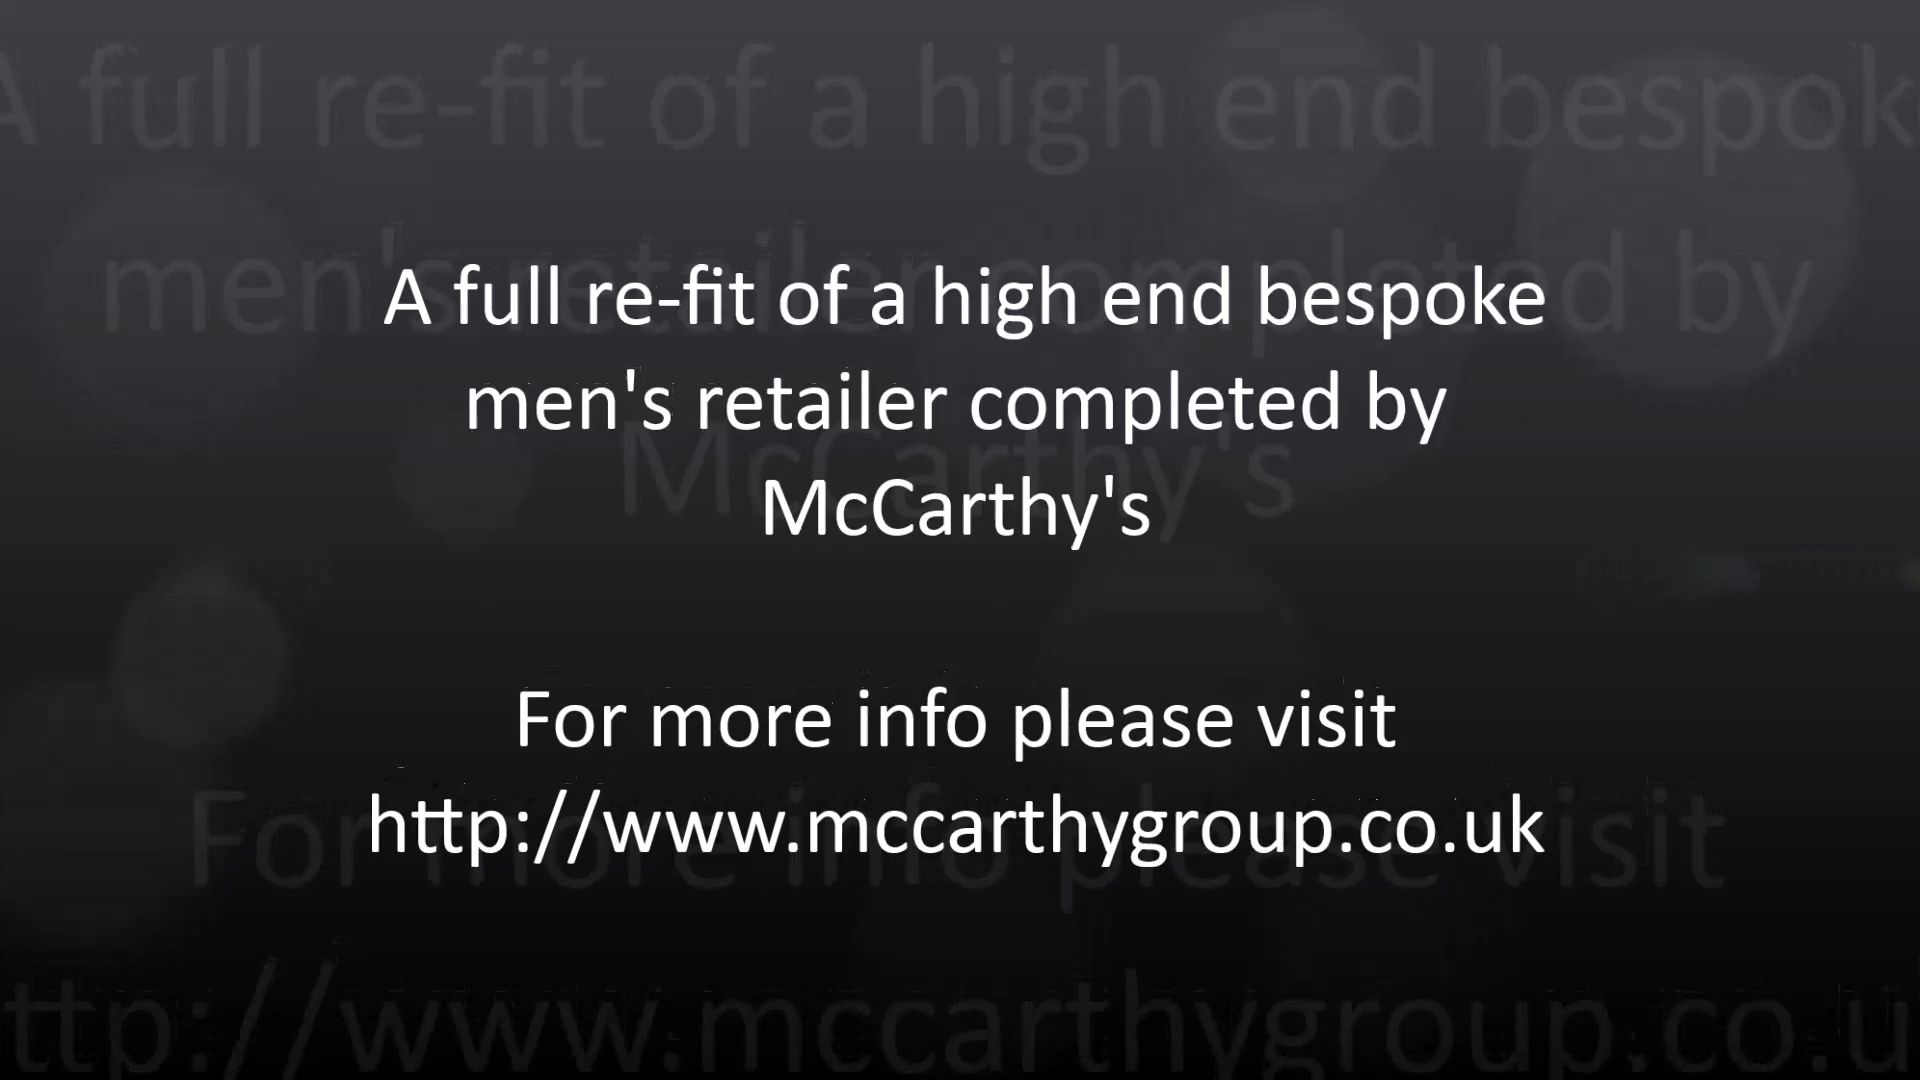 A full re-fit of a high end bespoke
men's retailer completed by
McCarthy's
For more info please visit
http://www.mccarthygroup.co.uk